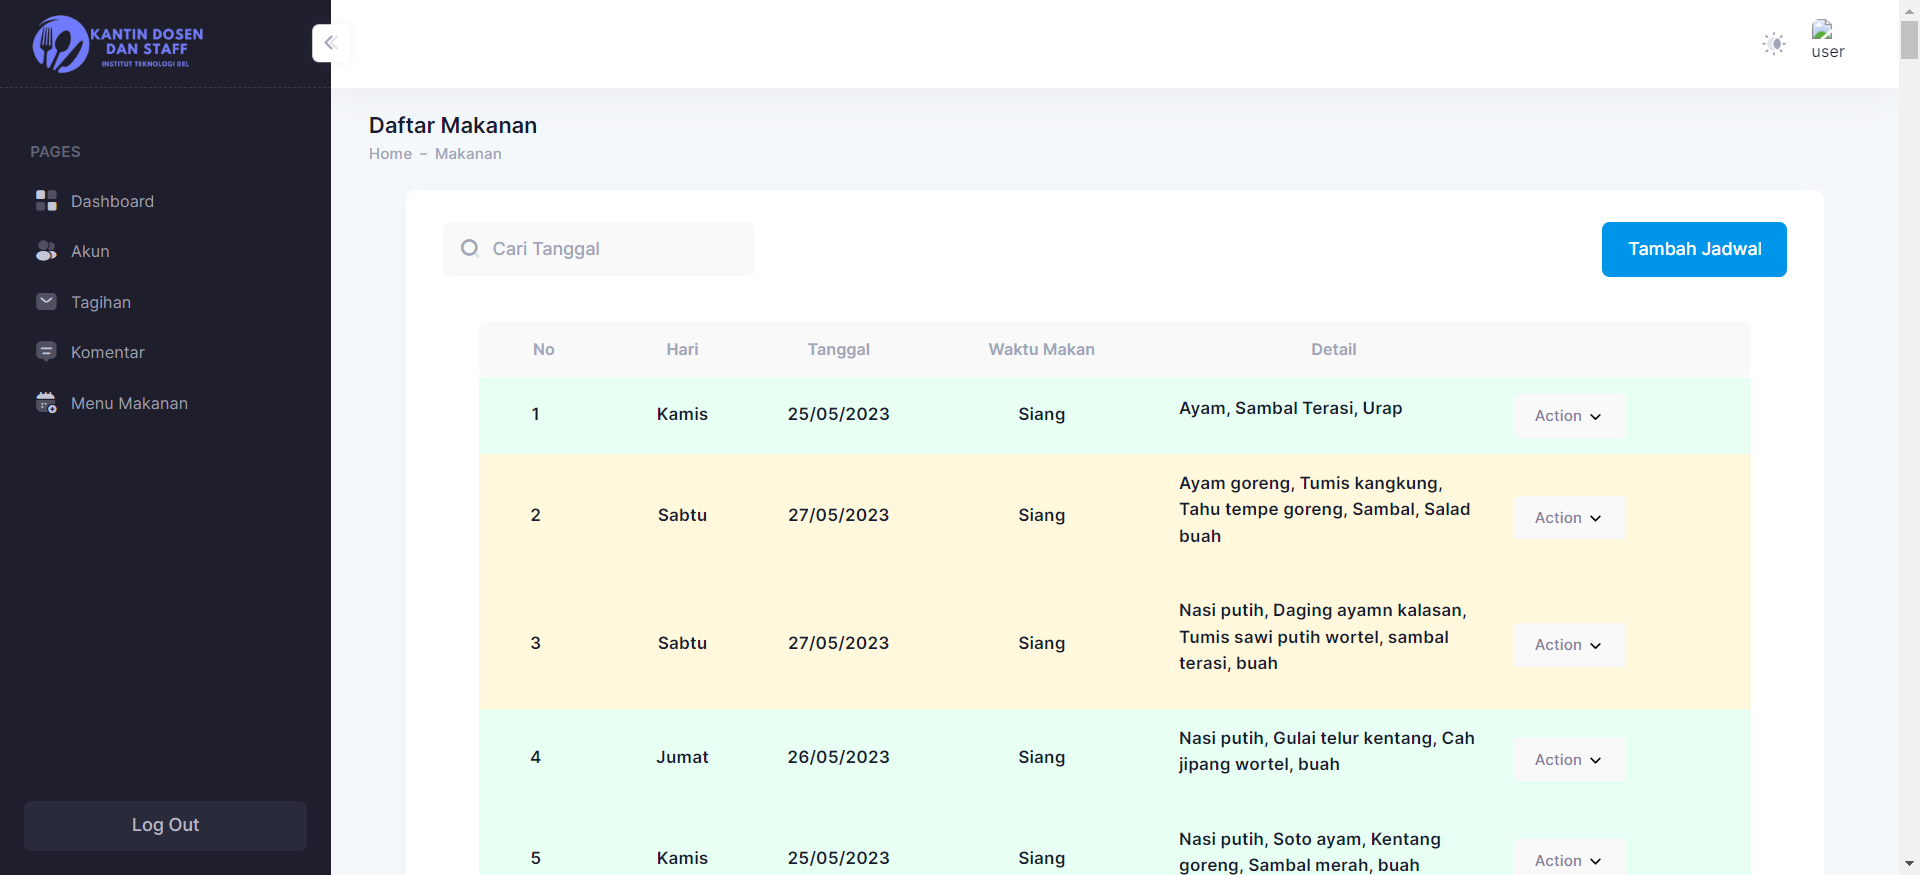 KANTIN DOSEN
DAN STAFF
INSTITUT TEKNOLOGI DEL
user
PAGES
Dashboard
Akun
Tagihan
Komentar
Menu Makanan
Log Out
Daftar Makanan
Home - Makanan
Cari Tanggal
Tambah Jadwal
No Hari Tanggal Waktu Makan Detail
1 Kamis 25/05/2023 Siang Ayam, Sambal Terasi, Urap Action
2 Sabtu 27/05/2023 Siang Ayam goreng, Tumis kangkung,
Tahu tempe goreng, Sambal, Salad
buah Action
3 Sabtu 27/05/2023 Siang Nasi putih, Daging ayamn kalasan,
Tumis sawi putih wortel, sambal
terasi, buah Action
4 Jumat 26/05/2023 Siang Nasi putih, Gulai telur kentang, Cah
jipang wortel, buah Action
5 Kamis 25/05/2023 Siang Nasi putih, Soto ayam, Kentang
goreng, Sambal merah, buah Action